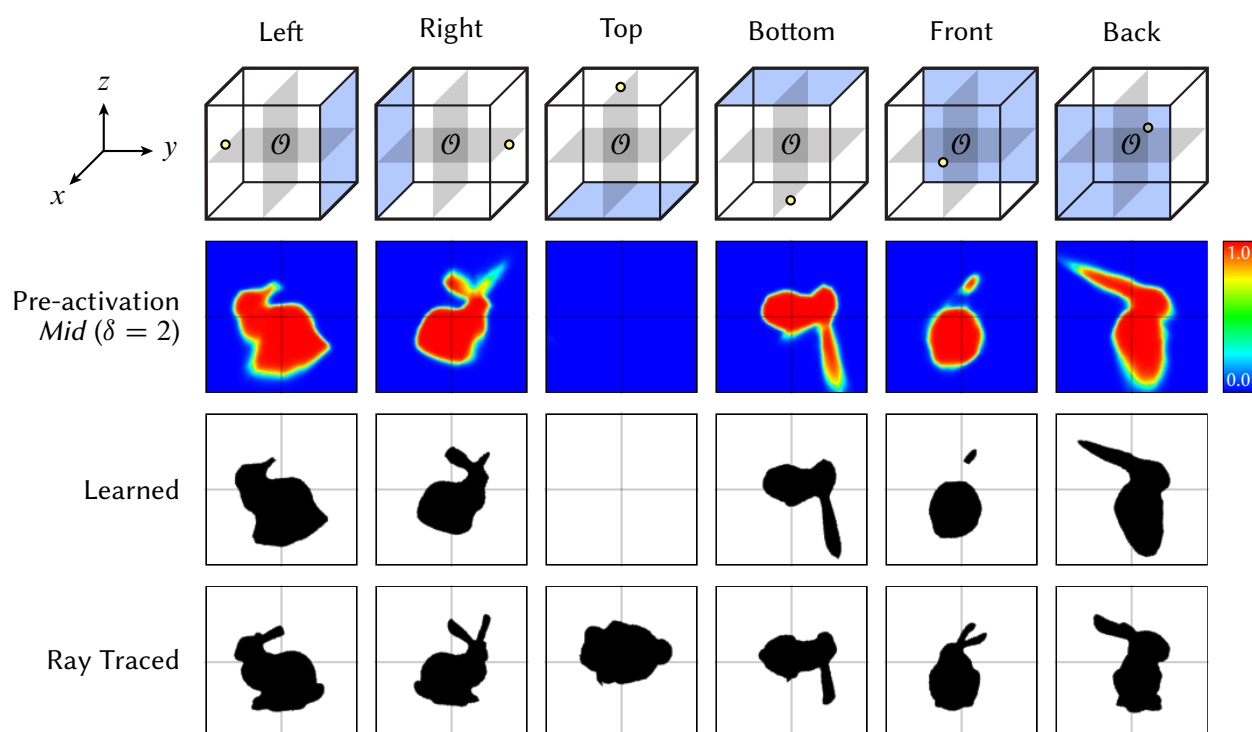 Left Right Top Bottom Front Back
z
y
x
𝒪 𝒪 𝒪 𝒪 𝒪 𝒪
Pre-activation
Mid (δ = 2)
1.0
0.0
Learned
Ray Traced